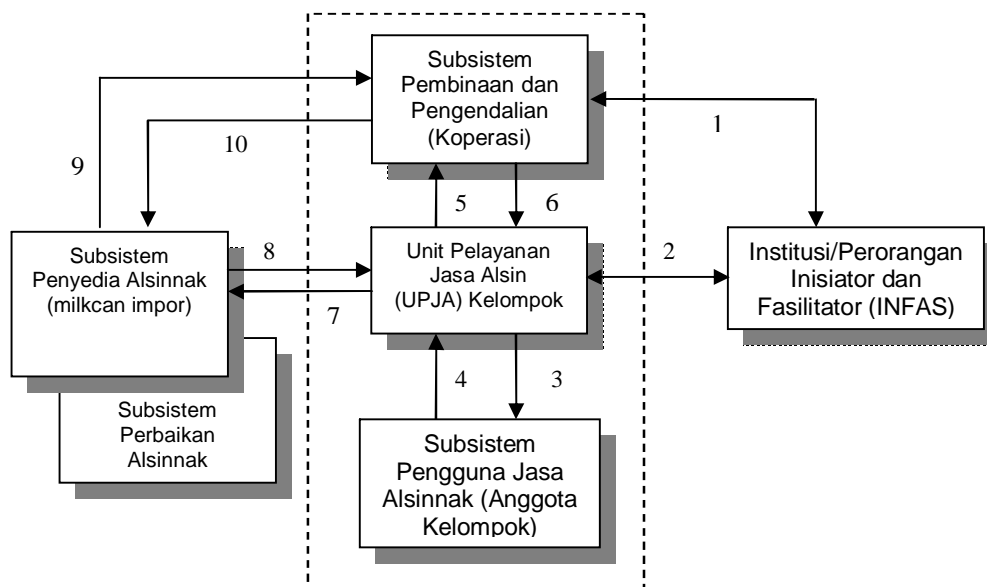 Subsistem
Pembinaan dan
Pengendalian
(Koperasi)
1
10
9
5
6
Subsistem
Penyedia Alsinnak
(milkcan impor)
8
7
Unit Pelayanan
Jasa Alsin
(UPJA) Kelompok
2
Institusi/Perorangan
Inisiator dan
Fasilitator (INFAS)
4
3
Subsistem
Perbaikan
Alsinnak
Subsistem
Pengguna Jasa
Alsinnak (Anggota
Kelompok)